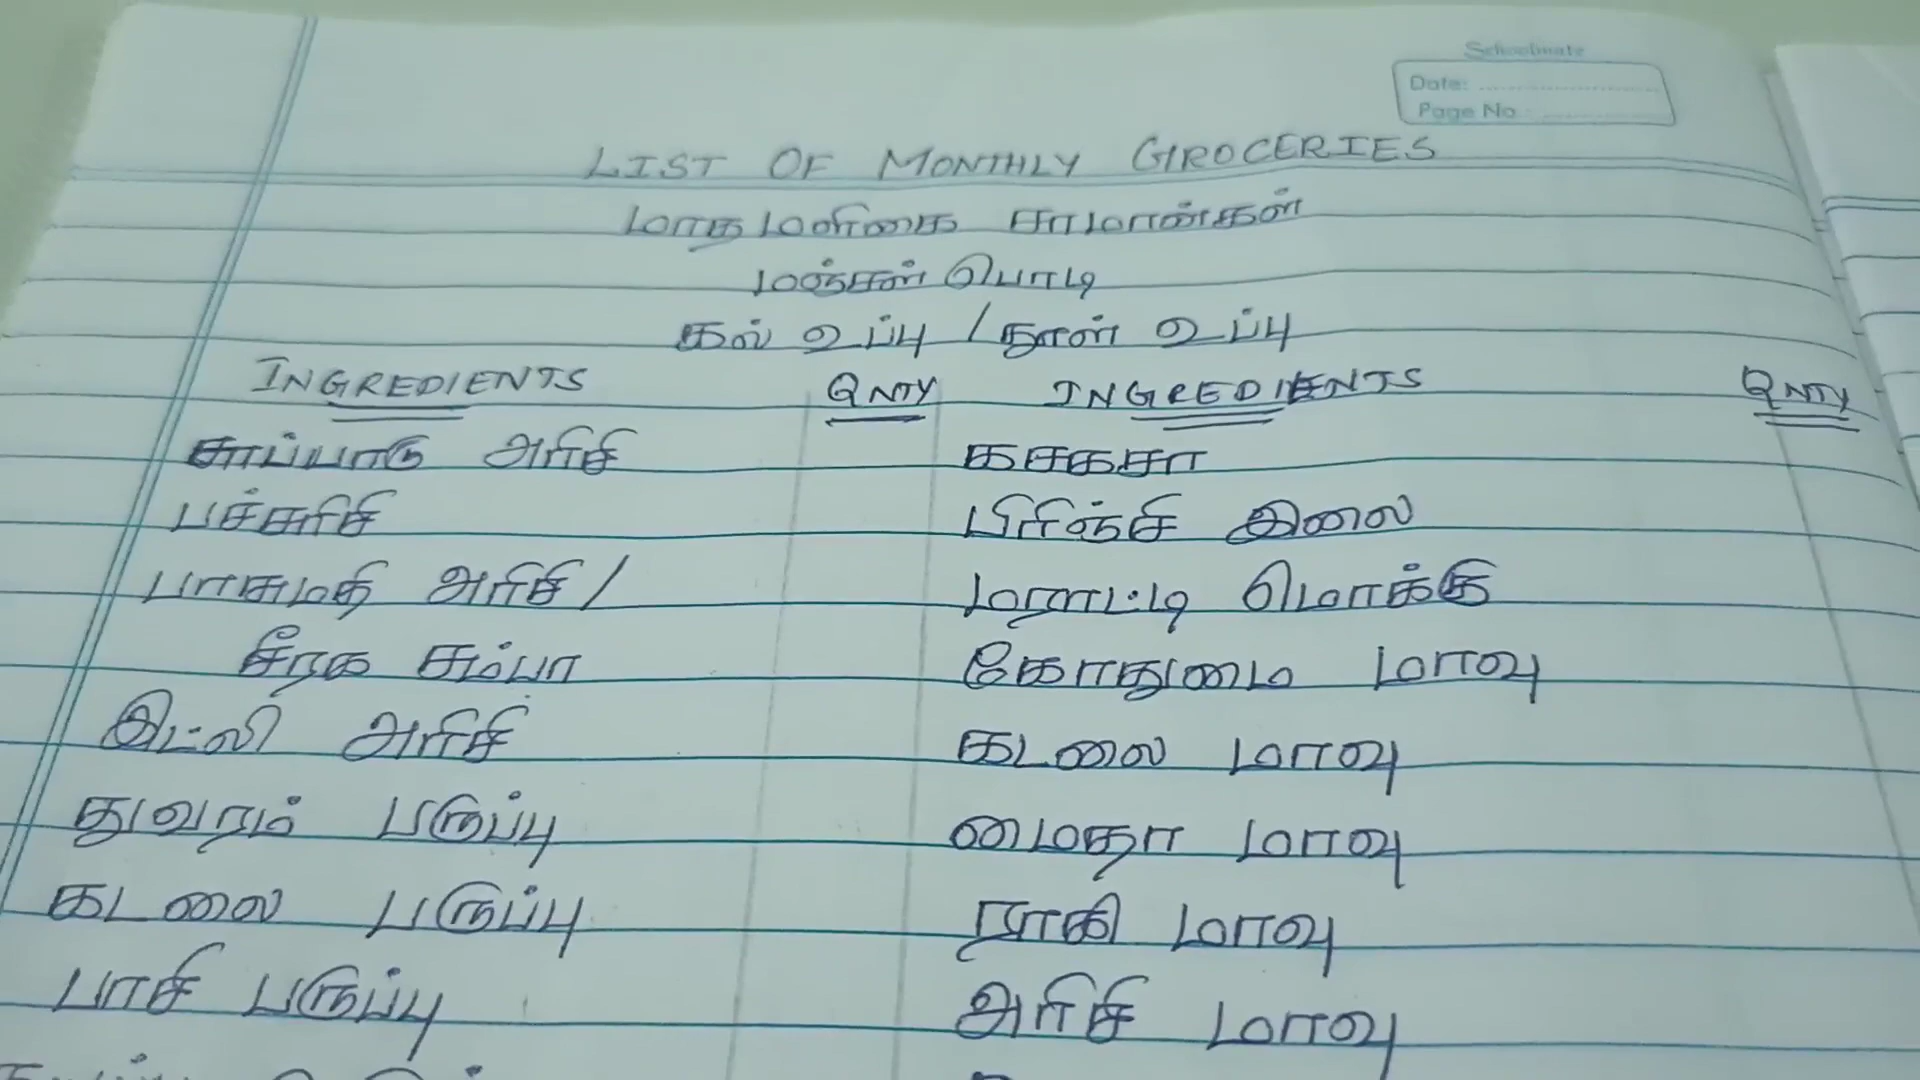 Schoolmate
Date:
Page No
LIST OF MONTHLY GROCERIES
மாத மளிகை சாமான்கள்
மஞ்சள் பொடி
கல் உப்பு / தூள் உப்பு
INGREDIENTS QNTY INGREDIENTS QNTY
சாப்பாடு அரிசி கசகசா
பச்சரிசி பிரிஞ்சி இலை
பாசுமதி அரிசி / மராட்டி மொக்கு
சீரக சம்பா கோதுமை மாவு
இட்லி அரிசி கடலை மாவு
துவரம் பருப்பு மைதா மாவு
கடலை பருப்பு ராகி மாவு
பாசி பருப்பு அரிசி மாவு